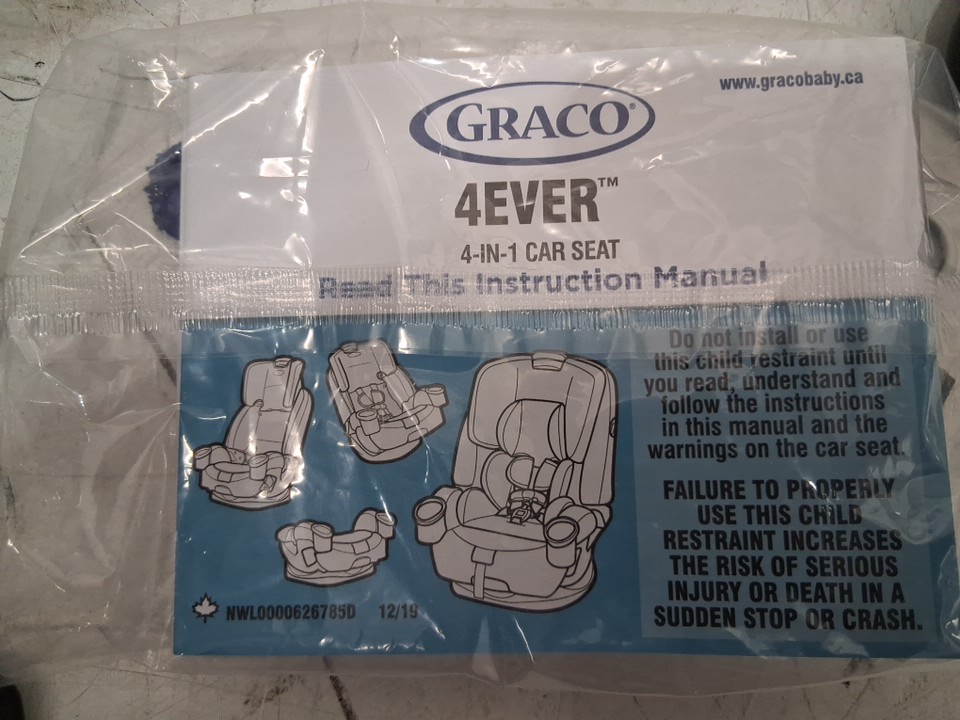 www.gracobaby.ca
GRACO®
4EVER™
4-IN-1 CAR SEAT
Read This Instruction Manual
Do not install or use
this child restraint until
you read, understand and
follow the instructions
in this manual and the
warnings on the car seat.
FAILURE TO PROPERLY
USE THIS CHILD
RESTRAINT INCREASES
THE RISK OF SERIOUS
INJURY OR DEATH IN A
SUDDEN STOP OR CRASH.
NWL0000626785D 12/19